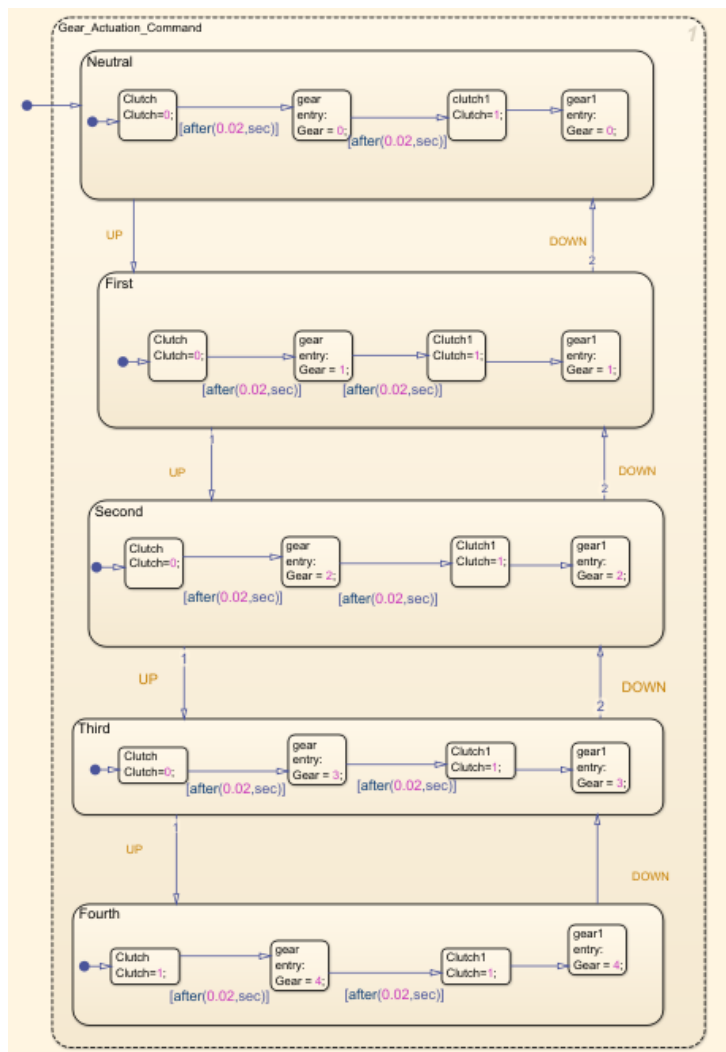 Gear_Actuation_Command
1
Neutral
Clutch
Clutch=0;
[after(0.02,sec)]
gear
entry:
Gear = 0;
[after(0.02,sec)]
clutch1
Clutch=1;
gear1
entry:
Gear = 0;
UP
DOWN
2
First
Clutch
Clutch=0;
[after(0.02,sec)]
gear
entry:
Gear = 1;
[after(0.02,sec)]
Clutch1
Clutch=1;
gear1
entry:
Gear = 1;
1
UP
DOWN
2
Second
Clutch
Clutch=0;
[after(0.02,sec)]
gear
entry:
Gear = 2;
[after(0.02,sec)]
Clutch1
Clutch=1;
gear1
entry:
Gear = 2;
1
UP
DOWN
2
Third
Clutch
Clutch=0;
[after(0.02,sec)]
gear
entry:
Gear = 3;
[after(0.02,sec)]
Clutch1
Clutch=1;
gear1
entry:
Gear = 3;
1
UP
DOWN
Fourth
Clutch
Clutch=1;
[after(0.02,sec)]
gear
entry:
Gear = 4;
[after(0.02,sec)]
Clutch1
Clutch=1;
gear1
entry:
Gear = 4;